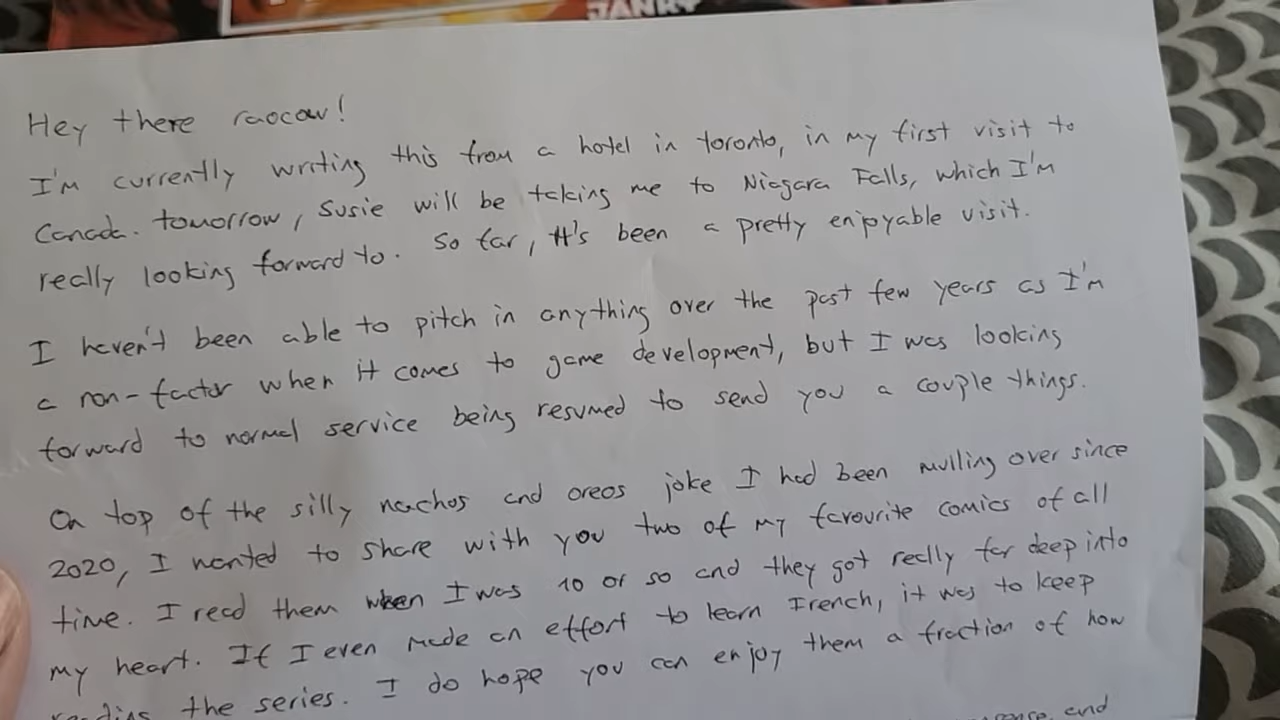 JANKY
Hey there raocow!
I'm currently writing this from a hotel in toronto, in my first visit to
Canada. tomorrow, Susie will be taking me to Niagara Falls, which I'm
really looking forward to. So far, it's been a pretty enjoyable visit.
I haven't been able to pitch in anything over the past few years as I'm
a non-factor when it comes to game development, but I was looking
forward to normal service being resumed to send you a couple things.
On top of the silly nachos and oreos joke I had been mulling over since
2020, I wanted to share with you two of my favourite comics of all
time. I read them when I was 10 or so and they got really far deep into
my heart. If I even made an effort to learn French, it was to keep
reading the series. I do hope you can enjoy them a fraction of how
and